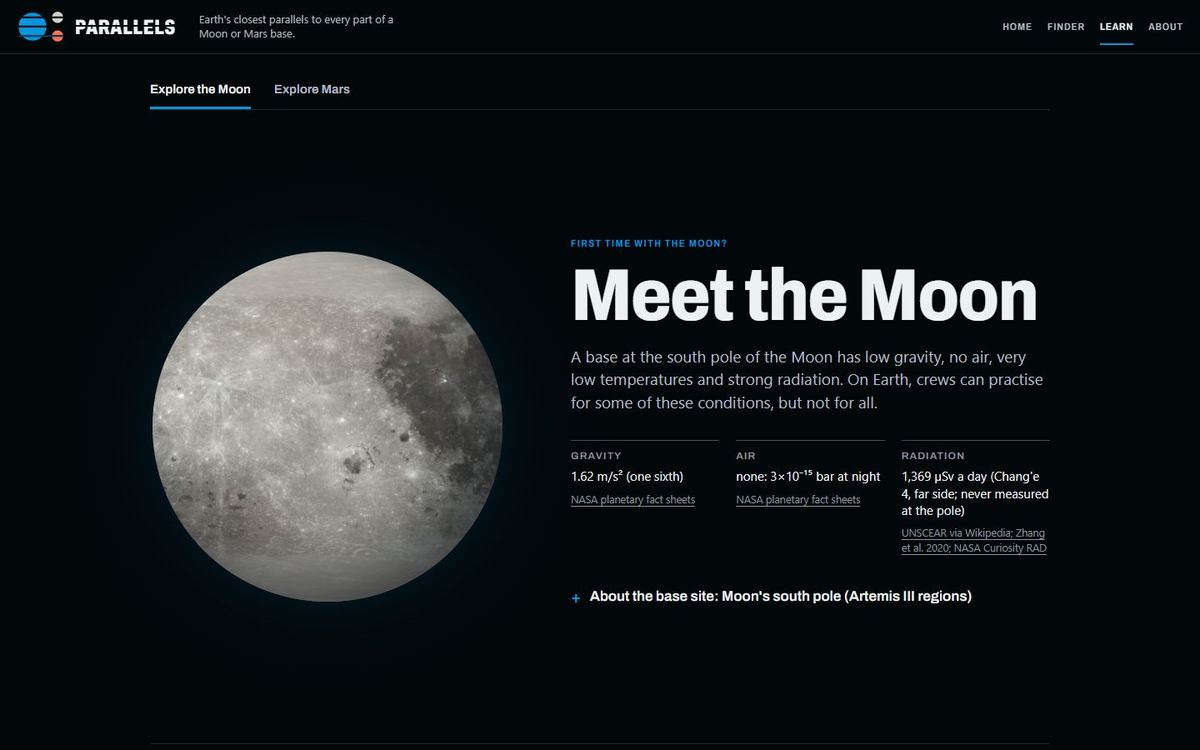 PARALLELS
Earth's closest parallels to every part of a
Moon or Mars base.
HOME FINDER LEARN ABOUT
Explore the Moon Explore Mars
FIRST TIME WITH THE MOON?
Meet the Moon
A base at the south pole of the Moon has low gravity, no air, very
low temperatures and strong radiation. On Earth, crews can practise
for some of these conditions, but not for all.
GRAVITY
1.62 m/s² (one sixth)
NASA planetary fact sheets
AIR
none: 3×10⁻¹⁵ bar at night
NASA planetary fact sheets
RADIATION
1,369 µSv a day (Chang'e
4, far side; never measured
at the pole)
UNSCEAR via Wikipedia; Zhang
et al. 2020; NASA Curiosity RAD
+ About the base site: Moon's south pole (Artemis III regions)